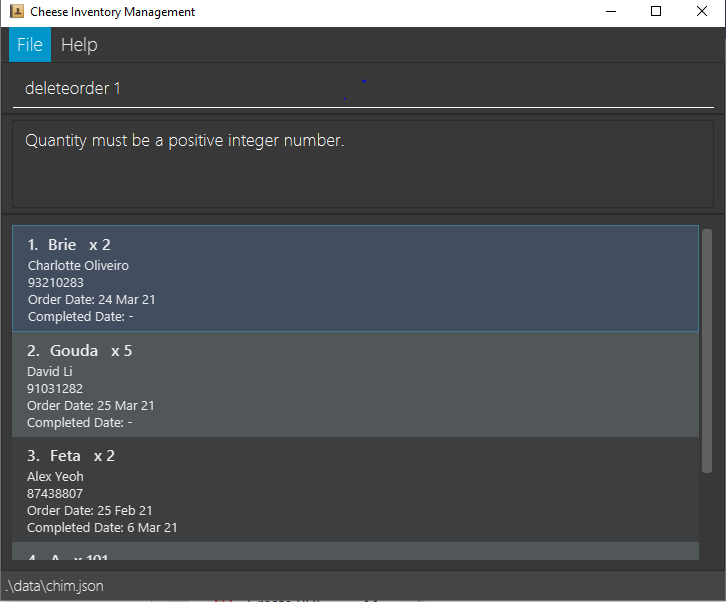 Cheese Inventory Management
File Help
deleteorder 1
Quantity must be a positive integer number.
1. Brie x 2
Charlotte Oliveiro
93210283
Order Date: 24 Mar 21
Completed Date: -
2. Gouda x 5
David Li
91031282
Order Date: 25 Mar 21
Completed Date: -
3. Feta x 2
Alex Yeoh
87438807
Order Date: 25 Feb 21
Completed Date: 6 Mar 21
4. A x 101
.\data\chim.json